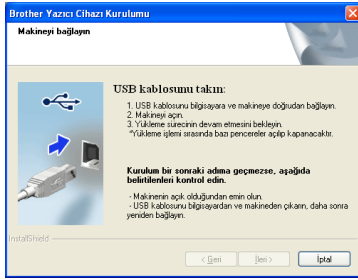 Brother Yazıcı Cihazı Kurulumu
Makineyi bağlayın
USB kablosunu takın:
1. USB kablosunu bilgisayara ve makineye doğrudan bağlayın.
2. Makineyi açın.
3. Yükleme sürecinin devam etmesini bekleyin.
*Yükleme işlemi sırasında bazı pencereler açılıp kapanacaktır.
Kurulum bir sonraki adıma geçmezse, aşağıda
belirtilenleri kontrol edin.
- Makinenin açık olduğundan emin olun.
- USB kablosunu bilgisayardan ve makineden çıkarın, daha sonra
yeniden bağlayın.
InstallShield
< Geri
İleri >
İptal